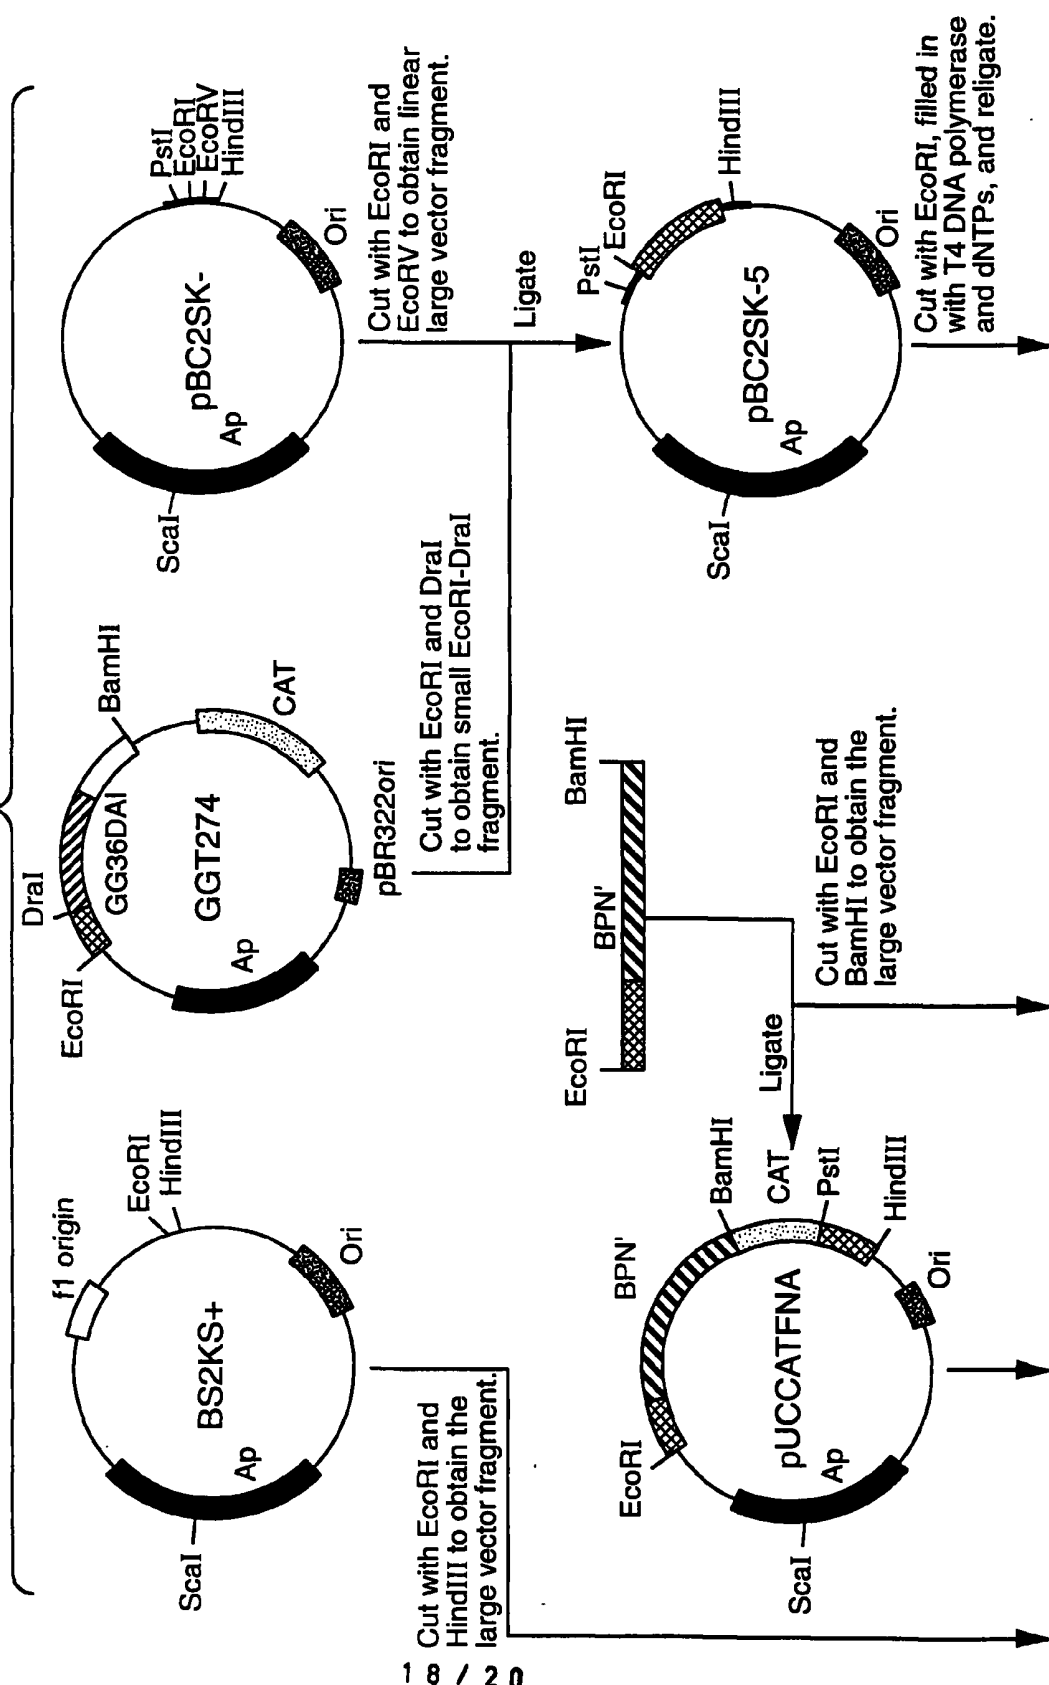 f1 origin
EcoRI
HindIII
BS2KS+
Ori
Ap
ScaI
Cut with EcoRI and
HindIII to obtain the
large vector fragment.
DraI
EcoRI
GG36DAI
BamHI
GGT274
CAT
Ap
pBR322ori
Cut with EcoRI and DraI
to obtain small EcoRI-DraI
fragment.
PstI
EcoRI
EcoRV
HindIII
pBC2SK-
Ap
Ori
ScaI
Cut with EcoRI and
EcoRV to obtain linear
large vector fragment.
Ligate
EcoRI
BPN'
BamHI
Ligate
Cut with EcoRI and
BamHI to obtain the
large vector fragment.
BPN'
BamHI
CAT
PstI
HindIII
EcoRI
pUCCATFNA
Ori
Ap
ScaI
PstI
EcoRI
HindIII
pBC2SK-5
Ap
Ori
ScaI
Cut with EcoRI, filled in
with T4 DNA polymerase
and dNTPs, and religate.
18/20